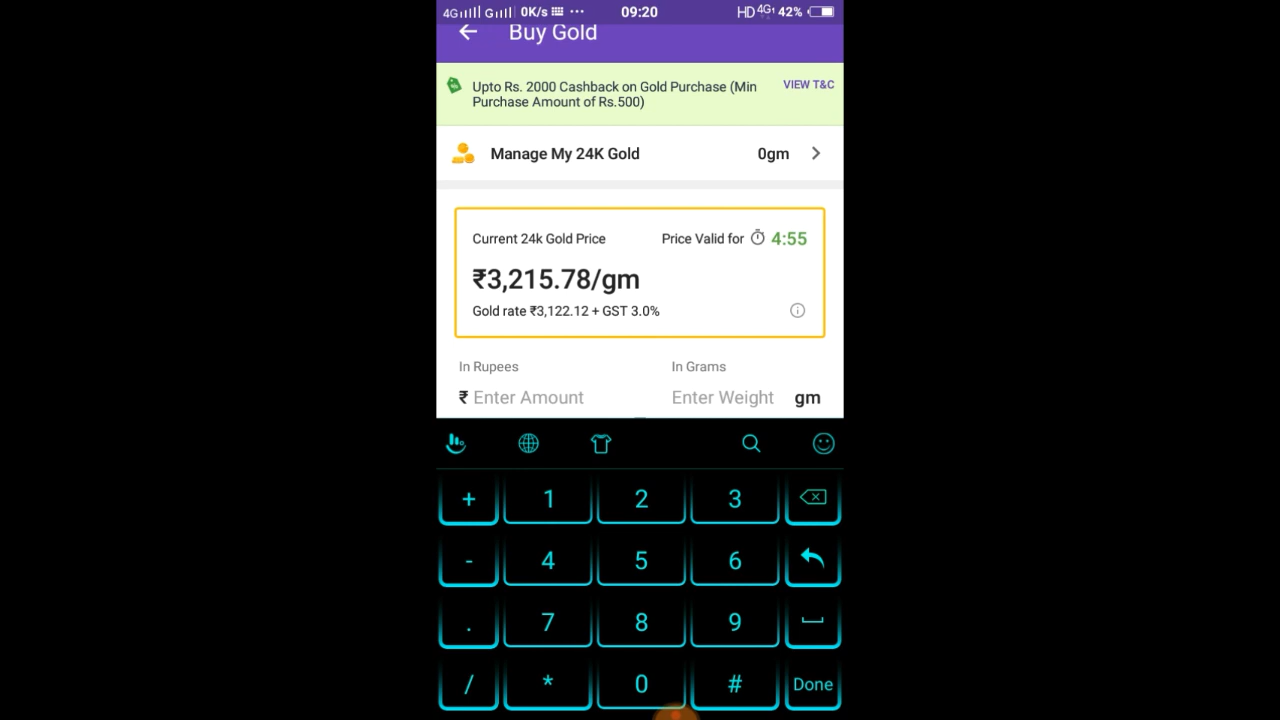 4G G 0K/s ... 09:20 HD 4G 42%
Buy Gold
Upto Rs. 2000 Cashback on Gold Purchase (Min VIEW T&C
Purchase Amount of Rs.500)
Manage My 24K Gold 0gm
Current 24k Gold Price Price Valid for 4:55
₹3,215.78/gm
Gold rate ₹3,122.12 + GST 3.0%
In Rupees In Grams
₹ Enter Amount Enter Weight gm
+ 1 2 3
- 4 5 6
. 7 8 9
/ * 0 # Done